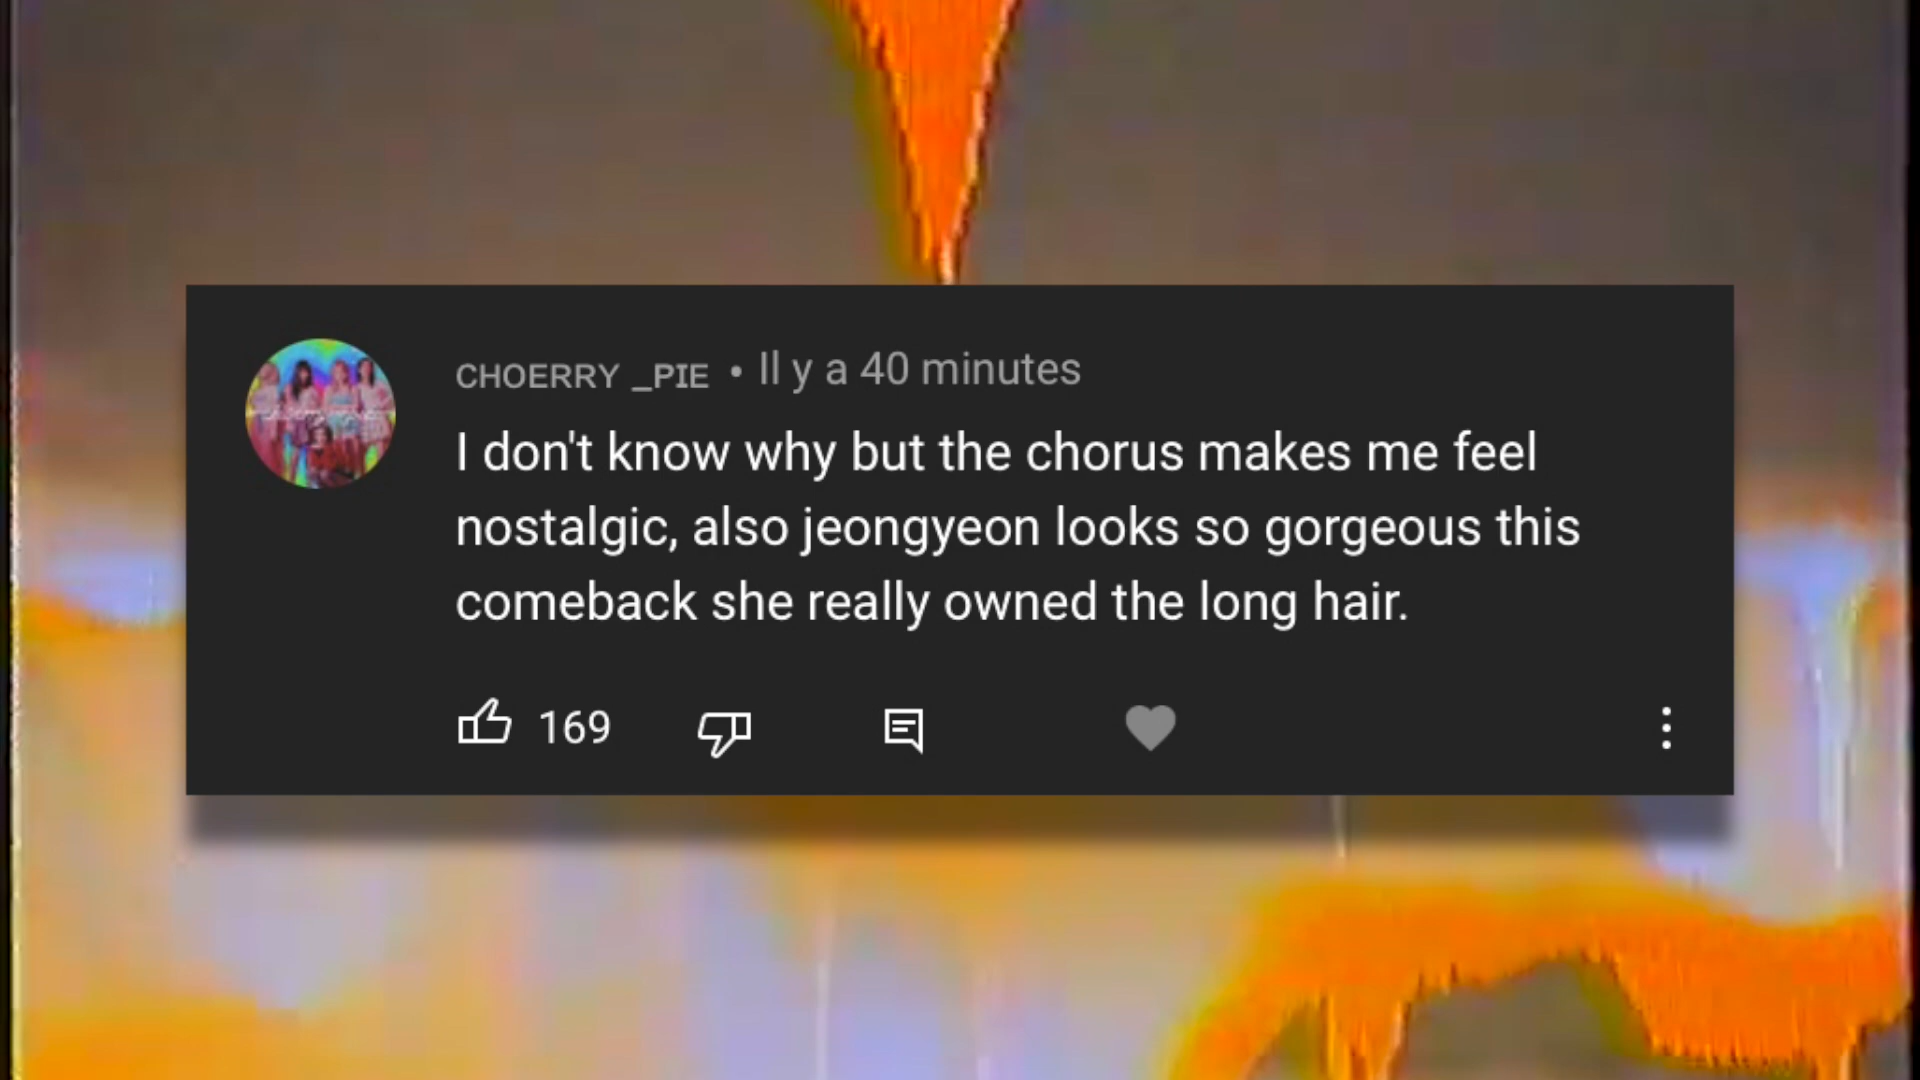 CHOERRY _PIE • Il y a 40 minutes
I don't know why but the chorus makes me feel
nostalgic, also jeongyeon looks so gorgeous this
comeback she really owned the long hair.
169